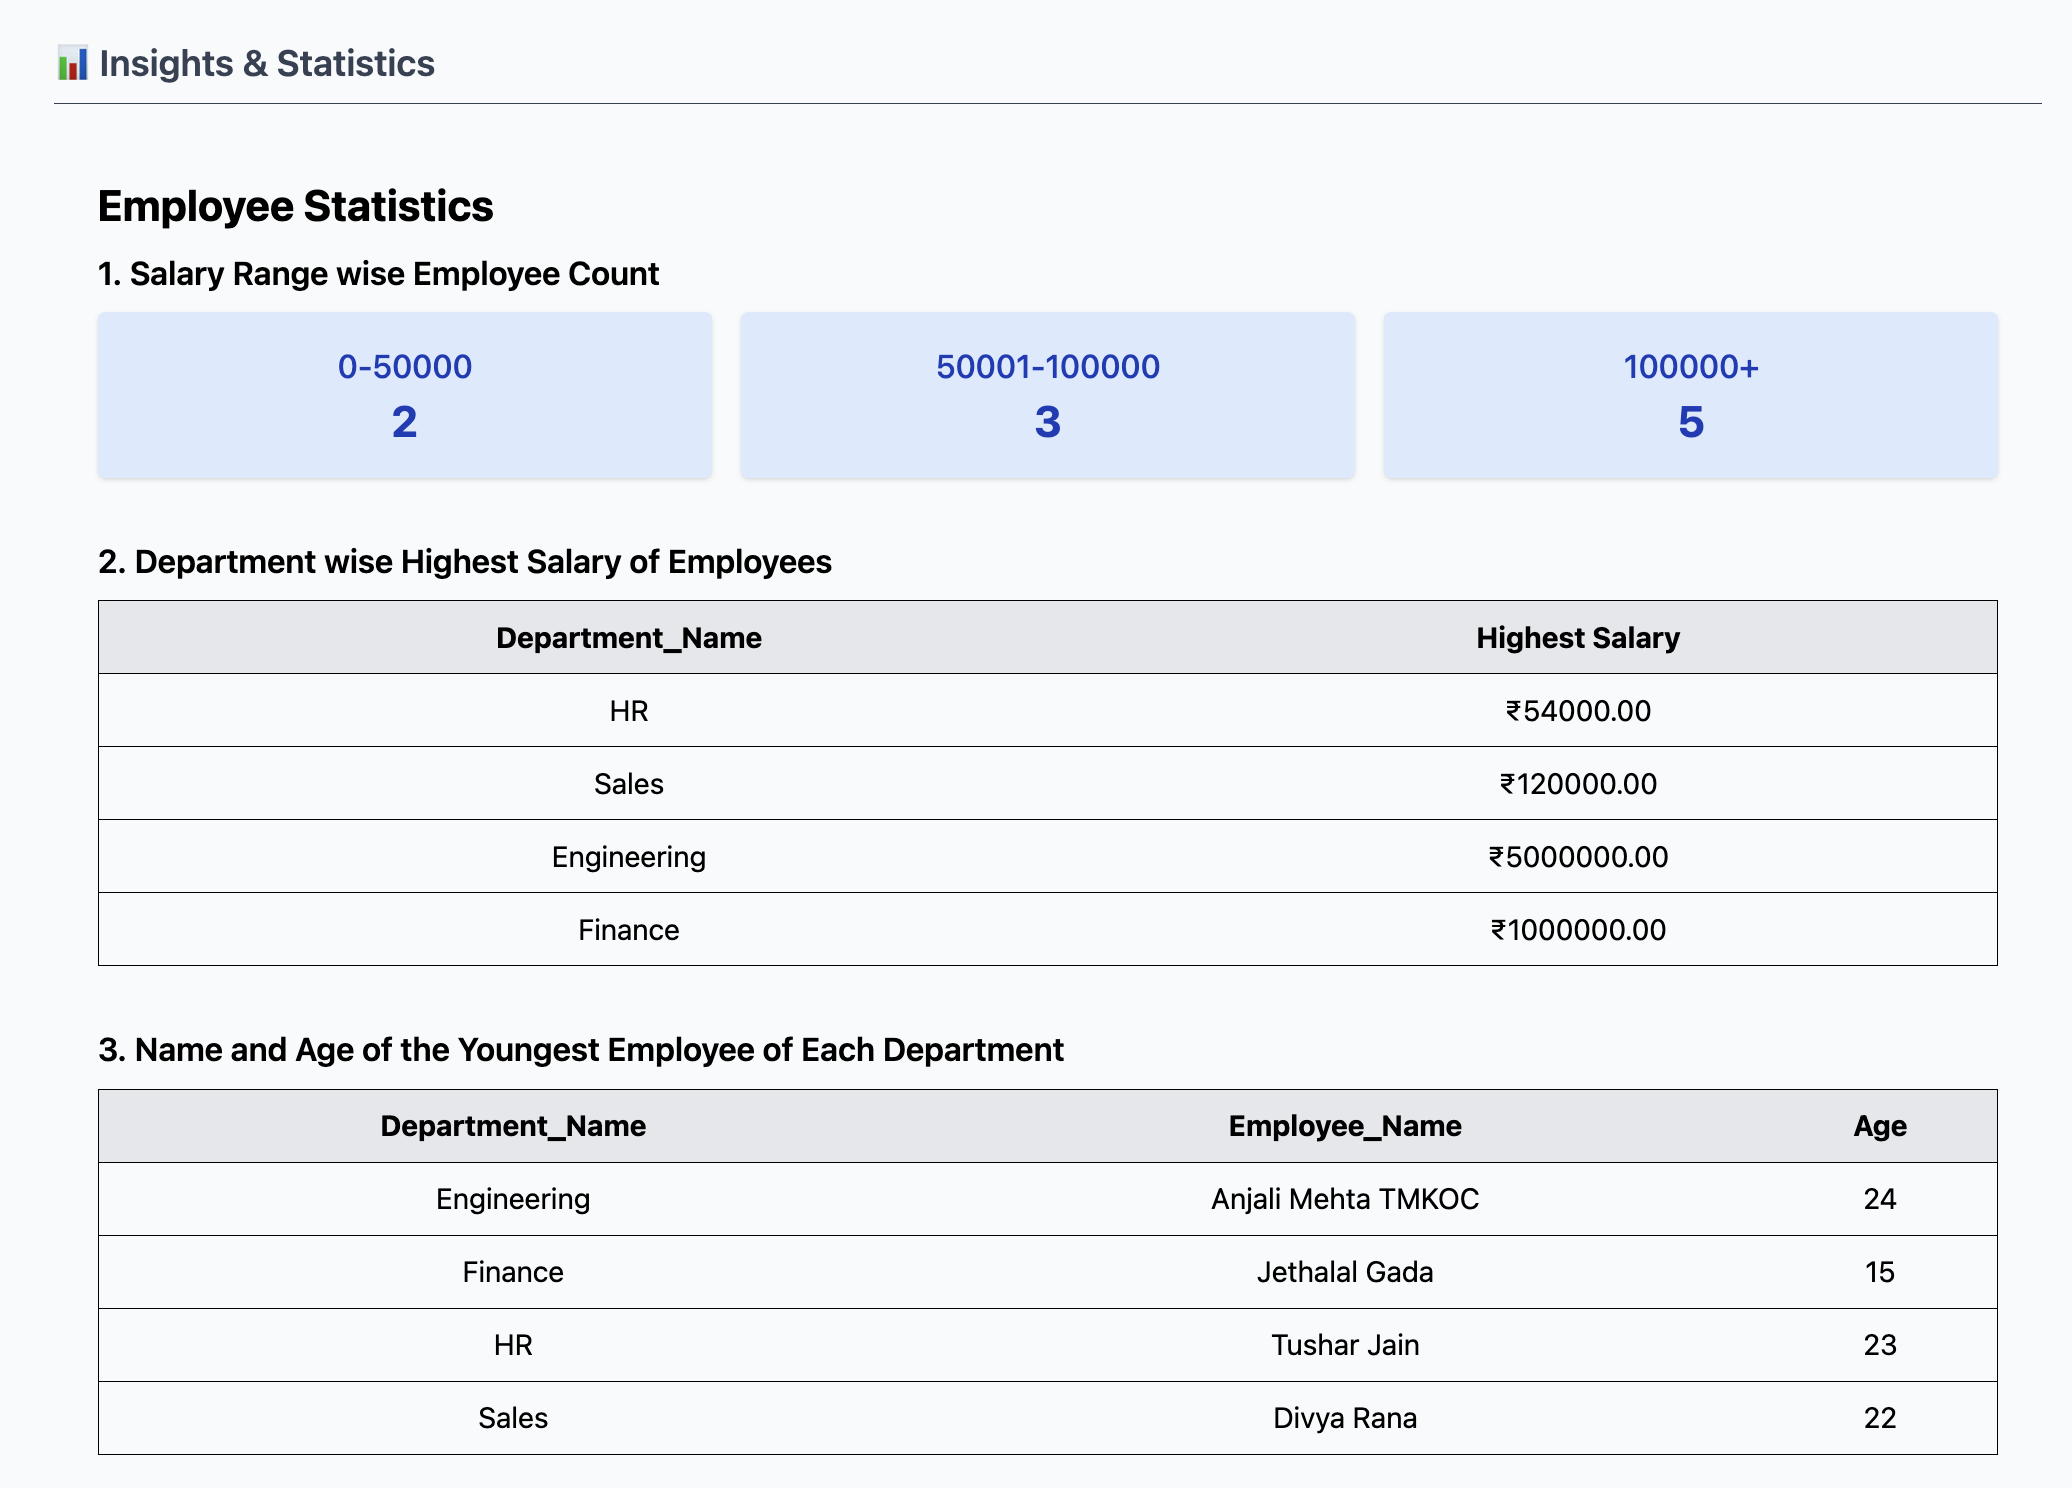 📊 Insights & Statistics
Employee Statistics
1. Salary Range wise Employee Count
0-50000 50001-100000 100000+
2 3 5
2. Department wise Highest Salary of Employees
Department_Name Highest Salary
HR ₹54000.00
Sales ₹120000.00
Engineering ₹5000000.00
Finance ₹1000000.00
3. Name and Age of the Youngest Employee of Each Department
Department_Name Employee_Name Age
Engineering Anjali Mehta TMKOC 24
Finance Jethalal Gada 15
HR Tushar Jain 23
Sales Divya Rana 22